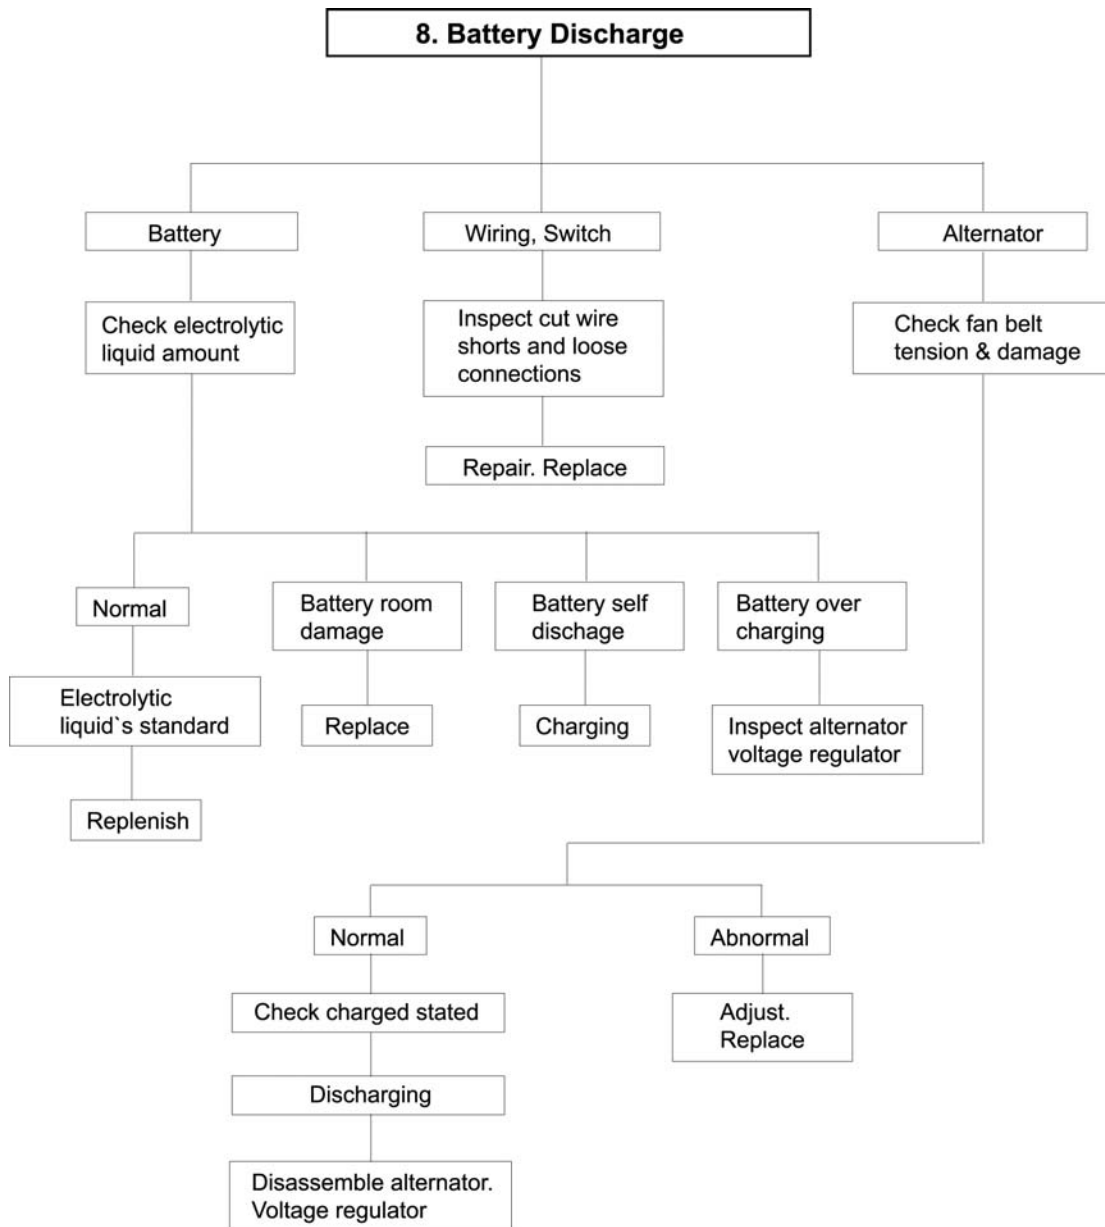 8. Battery Discharge
Battery
Wiring, Switch
Alternator
Check electrolytic
liquid amount
Inspect cut wire
shorts and loose
connections
Check fan belt
tension & damage
Repair. Replace
Normal
Battery room
damage
Battery self
dischage
Battery over
charging
Electrolytic
liquid`s standard
Replace
Charging
Inspect alternator
voltage regulator
Replenish
Normal
Abnormal
Check charged stated
Adjust.
Replace
Discharging
Disassemble alternator.
Voltage regulator